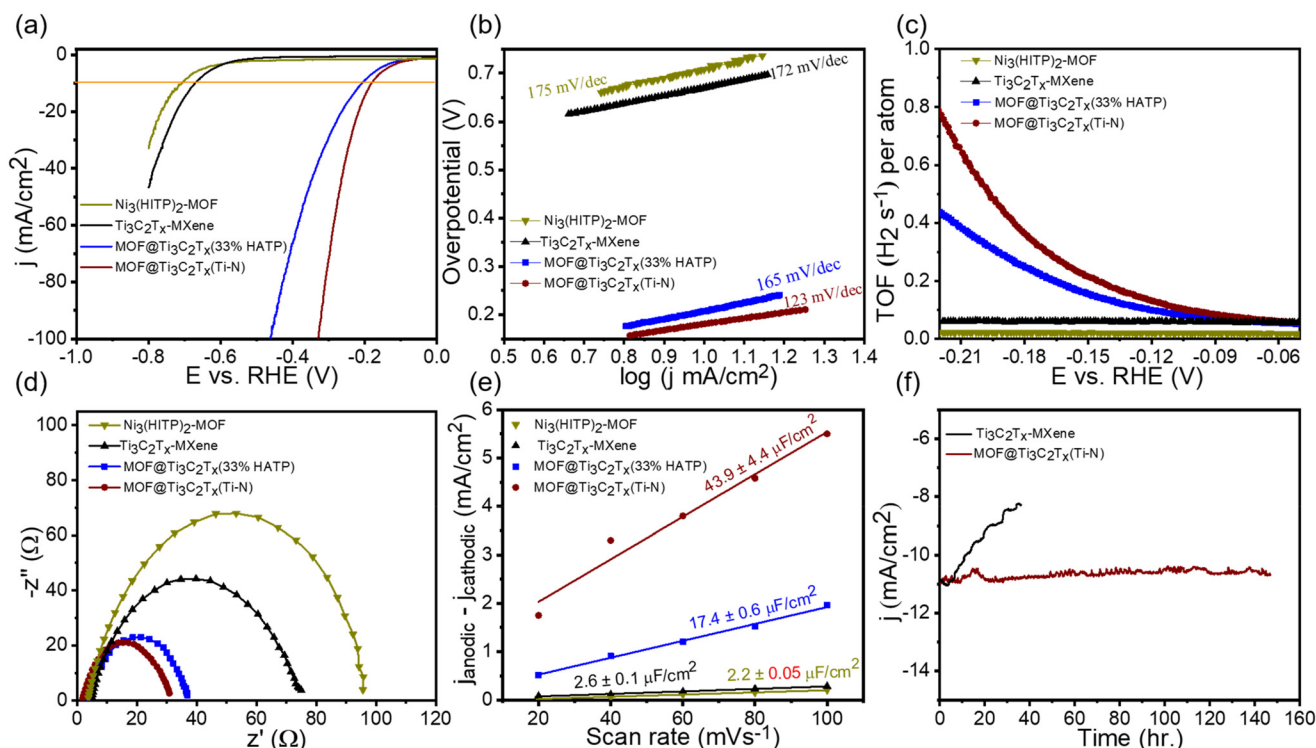 (a)
0
-20
-40
-60
-80
-100
j (mA/cm2)
Ni3(HITP)2-MOF
Ti3C2Tx-MXene
MOF@Ti3C2Tx(33% HATP)
MOF@Ti3C2Tx(Ti-N)
-1.0 -0.8 -0.6 -0.4 -0.2 0.0
E vs. RHE (V)
(b)
0.7
0.6
0.5
0.4
0.3
0.2
Overpotential (V)
175 mV/dec
172 mV/dec
Ni3(HITP)2-MOF
Ti3C2Tx-MXene
MOF@Ti3C2Tx(33% HATP)
MOF@Ti3C2Tx(Ti-N)
165 mV/dec
123 mV/dec
0.5 0.6 0.7 0.8 0.9 1.0 1.1 1.2 1.3 1.4
log (j mA/cm2)
(c)
1.0
0.8
0.6
0.4
0.2
0.0
TOF (H2 s-1) per atom
Ni3(HITP)2-MOF
Ti3C2Tx-MXene
MOF@Ti3C2Tx(33% HATP)
MOF@Ti3C2Tx(Ti-N)
-0.21 -0.18 -0.15 -0.12 -0.09 -0.06
E vs. RHE (V)
(d)
100
80
60
40
20
0
-z'' (Ω)
Ni3(HITP)2-MOF
Ti3C2Tx-MXene
MOF@Ti3C2Tx(33% HATP)
MOF@Ti3C2Tx(Ti-N)
0 20 40 60 80 100 120
z' (Ω)
(e)
6
5
4
3
2
1
0
janodic - jcathodic (mA/cm2)
Ni3(HITP)2-MOF
Ti3C2Tx-MXene
MOF@Ti3C2Tx(33% HATP)
MOF@Ti3C2Tx(Ti-N)
43.9 ± 4.4 μF/cm2
17.4 ± 0.6 μF/cm2
2.6 ± 0.1 μF/cm2
2.2 ± 0.05 μF/cm2
20 40 60 80 100
Scan rate (mVs-1)
(f)
-6
-8
-10
-12
-14
j (mA/cm2)
Ti3C2Tx-MXene
MOF@Ti3C2Tx(Ti-N)
0 20 40 60 80 100 120 140 160
Time (hr.)